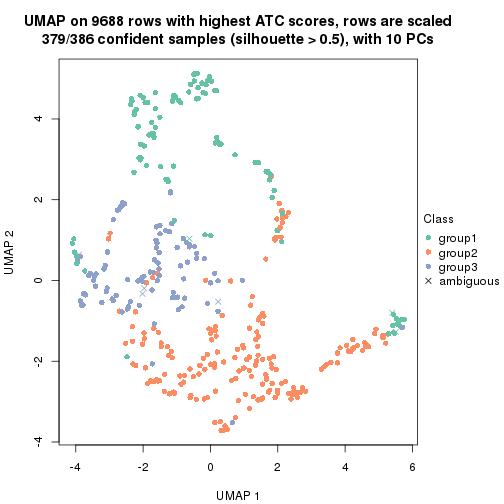 UMAP on 9688 rows with highest ATC scores, rows are scaled
379/386 confident samples (silhouette > 0.5), with 10 PCs
4
2
0
-2
-4
UMAP 2
-4
-2
0
2
4
6
UMAP 1
Class
group1
group2
group3
ambiguous